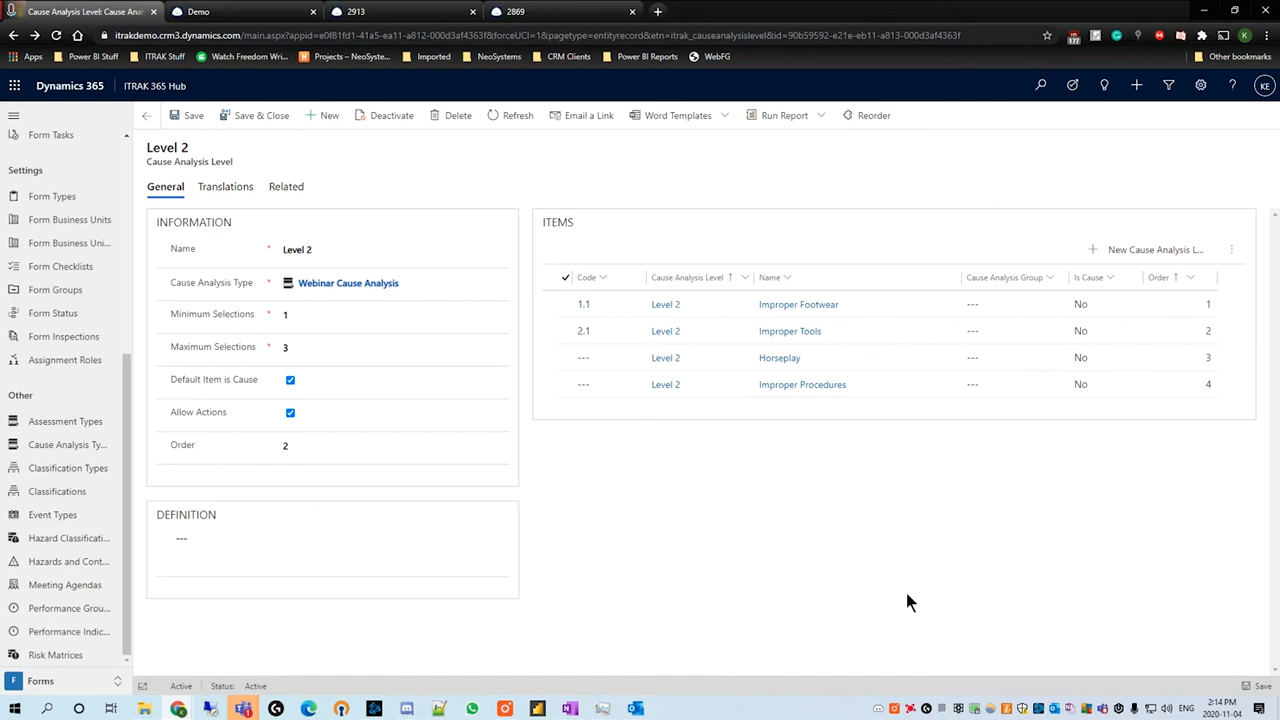 Cause Analysis Level: Cause Anal
Demo
2913
2869
itrakdemo.crm3.dynamics.com/main.aspx?appid=e0f81fd1-41a5-ea11-a812-000d3af4363f&forceUCI=1&pagetype=entityrecord&etn=itrak_causeanalysislevel&id=90b59592-e71e-eb11-a813-000d3af4363f
Apps
Power BI Stuff
ITRAK Stuff
Watch Freedom Wri...
Projects – NeoSyste...
Imported
NeoSystems
CRM Clients
Power BI Reports
WebFG
Other bookmarks
Dynamics 365
ITRAK 365 Hub
KE
Save
Save & Close
New
Deactivate
Delete
Refresh
Email a Link
Word Templates
Run Report
Reorder
Form Tasks
Settings
Form Types
Form Business Units
Form Business Uni...
Form Checklists
Form Groups
Form Status
Form Inspections
Assignment Roles
Other
Assessment Types
Cause Analysis Ty...
Classification Types
Classifications
Event Types
Hazard Classificati...
Hazards and Cont...
Meeting Agendas
Performance Grou...
Performance Indic...
Risk Matrices
F Forms
Level 2
Cause Analysis Level
General Translations Related
INFORMATION
Name * Level 2
Cause Analysis Type * Webinar Cause Analysis
Minimum Selections * 1
Maximum Selections * 3
Default Item is Cause
Allow Actions
Order 2
DEFINITION
---
ITEMS
New Cause Analysis L...
Code Cause Analysis Level Name Cause Analysis Group Is Cause Order
1.1 Level 2 Improper Footwear --- No 1
2.1 Level 2 Improper Tools --- No 2
--- Level 2 Horseplay --- No 3
--- Level 2 Improper Procedures --- No 4
Active Status: Active
Save
ENG
2:14 PM
2020-11-04